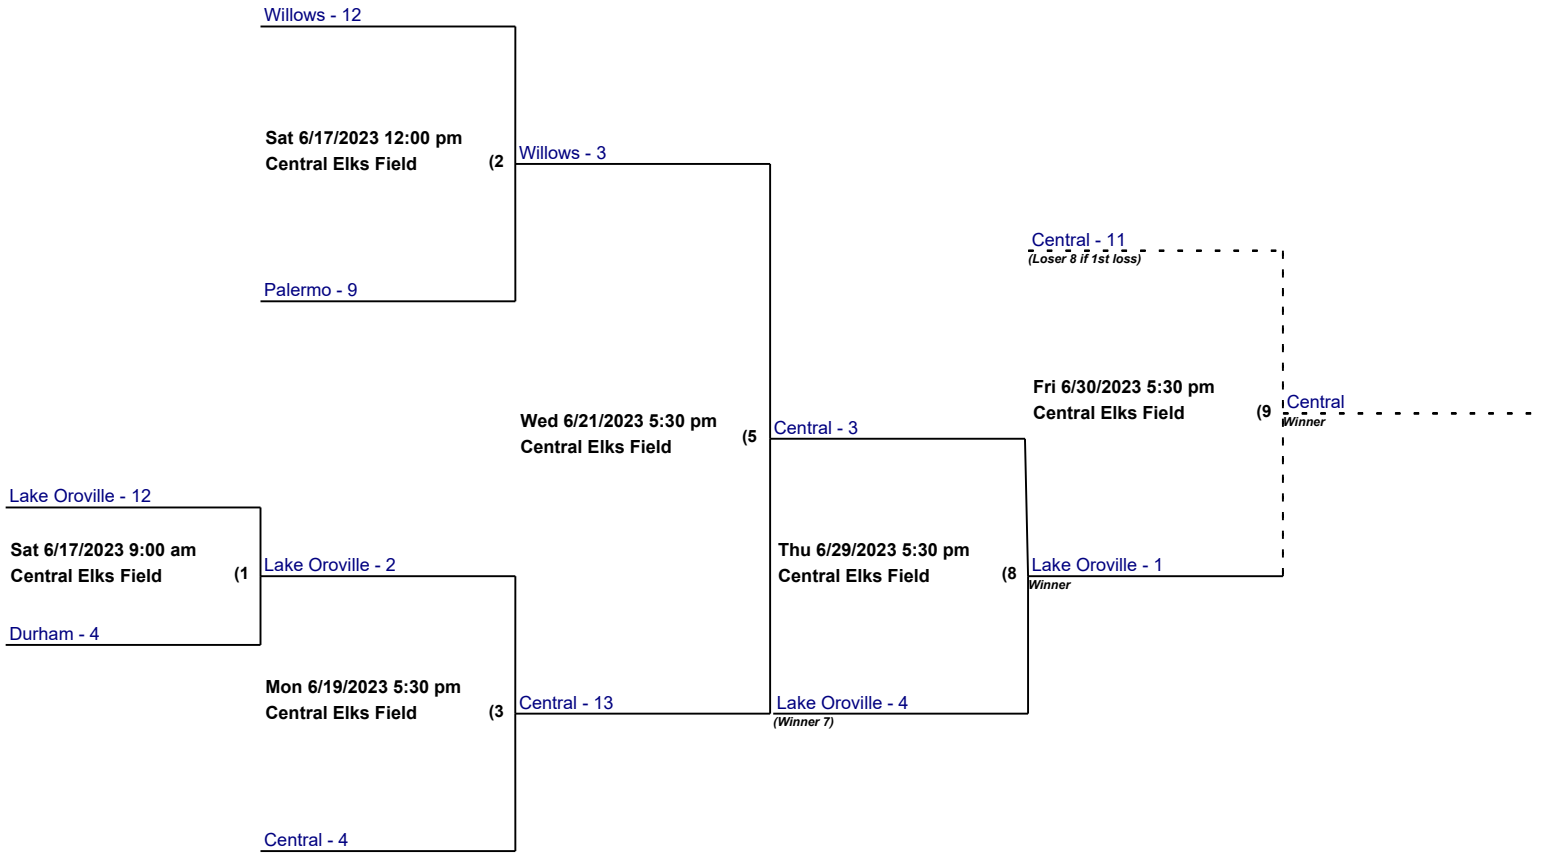 Willows - 12
Sat 6/17/2023 12:00 pm
Central Elks Field
(2
Willows - 3
Palermo - 9
Central - 11
(Loser 8 if 1st loss)
Fri 6/30/2023 5:30 pm
Central Elks Field
(9
Central
Winner
Wed 6/21/2023 5:30 pm
Central Elks Field
(5
Central - 3
Lake Oroville - 12
Sat 6/17/2023 9:00 am
Central Elks Field
(1
Lake Oroville - 2
Durham - 4
Thu 6/29/2023 5:30 pm
Central Elks Field
(8
Lake Oroville - 1
Winner
Mon 6/19/2023 5:30 pm
Central Elks Field
(3
Central - 13
Lake Oroville - 4
(Winner 7)
Central - 4